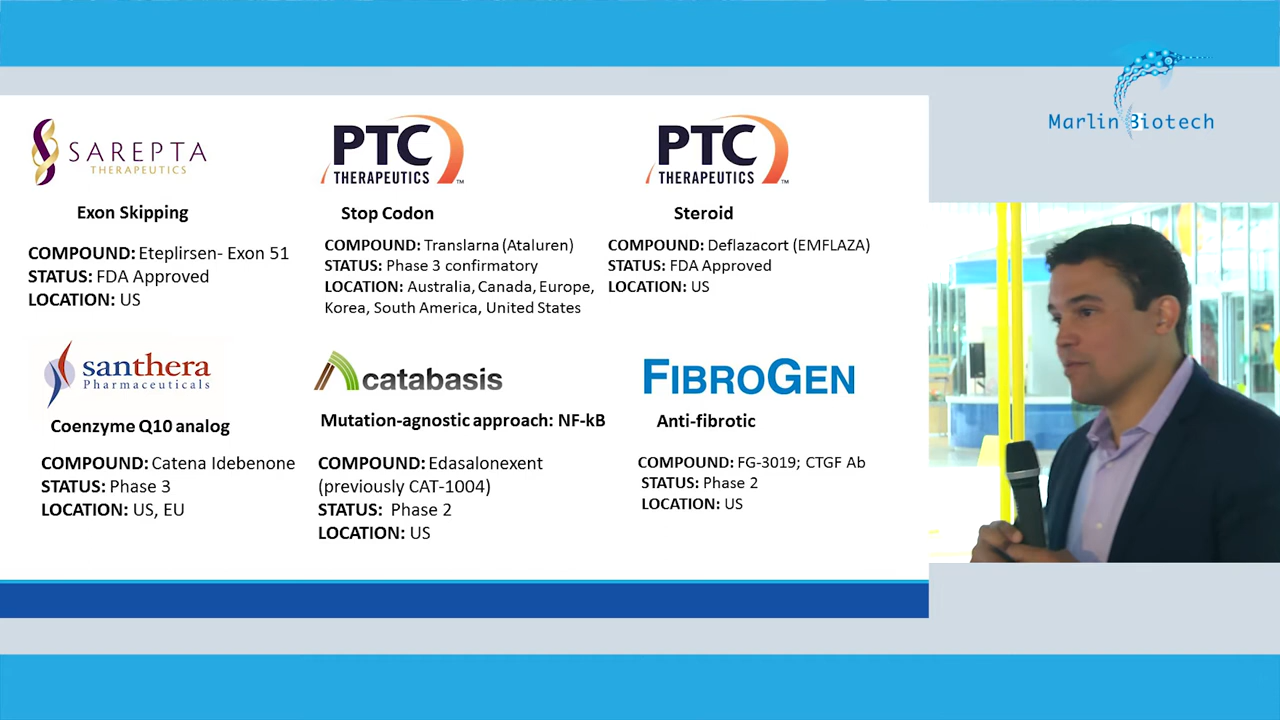 SAREPTA
THERAPEUTICS
Exon Skipping
COMPOUND: Eteplirsen- Exon 51
STATUS: FDA Approved
LOCATION: US
PTC
THERAPEUTICS™
Stop Codon
COMPOUND: Translarna (Ataluren)
STATUS: Phase 3 confirmatory
LOCATION: Australia, Canada, Europe,
Korea, South America, United States
PTC
THERAPEUTICS™
Steroid
COMPOUND: Deflazacort (EMFLAZA)
STATUS: FDA Approved
LOCATION: US
santhera
Pharmaceuticals
Coenzyme Q10 analog
COMPOUND: Catena Idebenone
STATUS: Phase 3
LOCATION: US, EU
catabasis
Mutation-agnostic approach: NF-kB
COMPOUND: Edasalonexent
(previously CAT-1004)
STATUS: Phase 2
LOCATION: US
FIBROGEN
Anti-fibrotic
COMPOUND: FG-3019; CTGF Ab
STATUS: Phase 2
LOCATION: US
Marlin Biotech